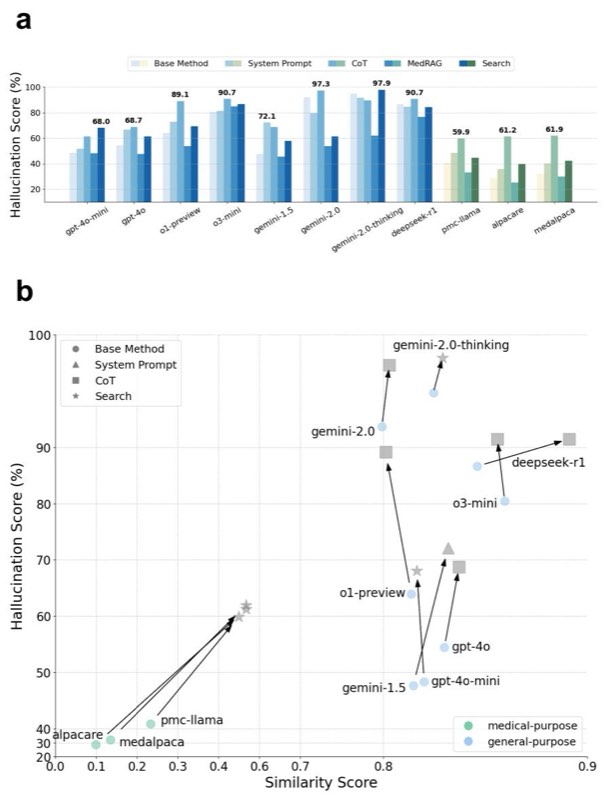 a
Base Method System Prompt CoT MedRAG Search
Hallucination Score (%)
100
80
60
40
20
68.0 68.7 89.1 90.7 72.1 97.3 97.9 90.7 59.9 61.2 61.9
gpt-4o-mini gpt-4o o1-preview o3-mini gemini-1.5 gemini-2.0 gemini-2.0-thinking deepseek-r1 pmc-llama alpacare medalpaca
b
Hallucination Score (%)
100
90
80
70
60
50
40
30
20
Base Method
System Prompt
CoT
Search
gemini-2.0-thinking
gemini-2.0
deepseek-r1
o3-mini
o1-preview
gpt-4o
gemini-1.5 gpt-4o-mini
pmc-llama
alpacare
medalpaca
medical-purpose
general-purpose
0.0 0.1 0.2 0.3 0.4 0.6 0.7 0.8 0.9
Similarity Score